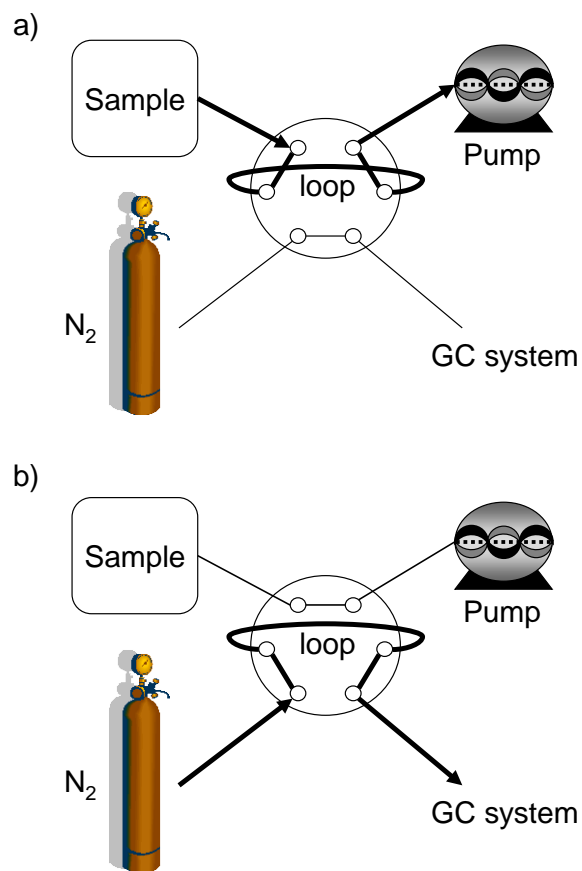 a)
Sample
Pump
loop
N₂
GC system
b)
Sample
Pump
loop
N₂
GC system